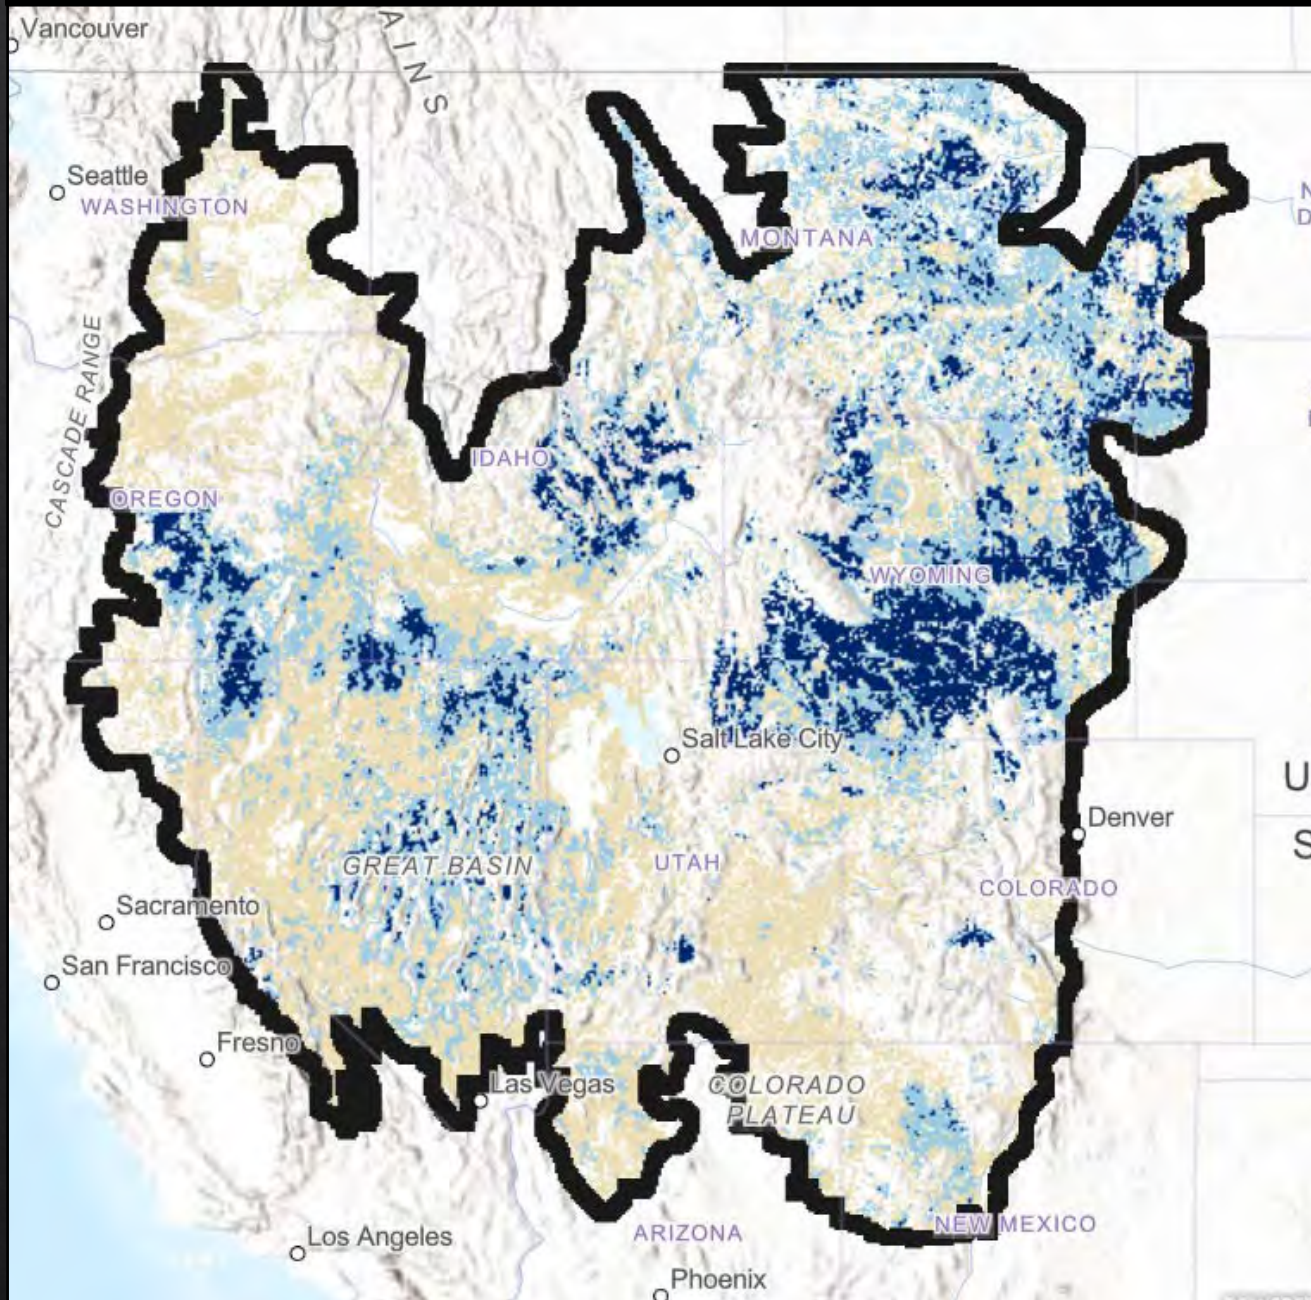 Vancouver
AINS
Seattle
WASHINGTON
N
D
MONTANA
CASCADE RANGE
IDAHO
OREGON
WYOMING
Salt Lake City
U
Denver
S
GREAT BASIN
UTAH
COLORADO
Sacramento
San Francisco
Fresno
Las Vegas
COLORADO
PLATEAU
NEW MEXICO
ARIZONA
Los Angeles
Phoenix